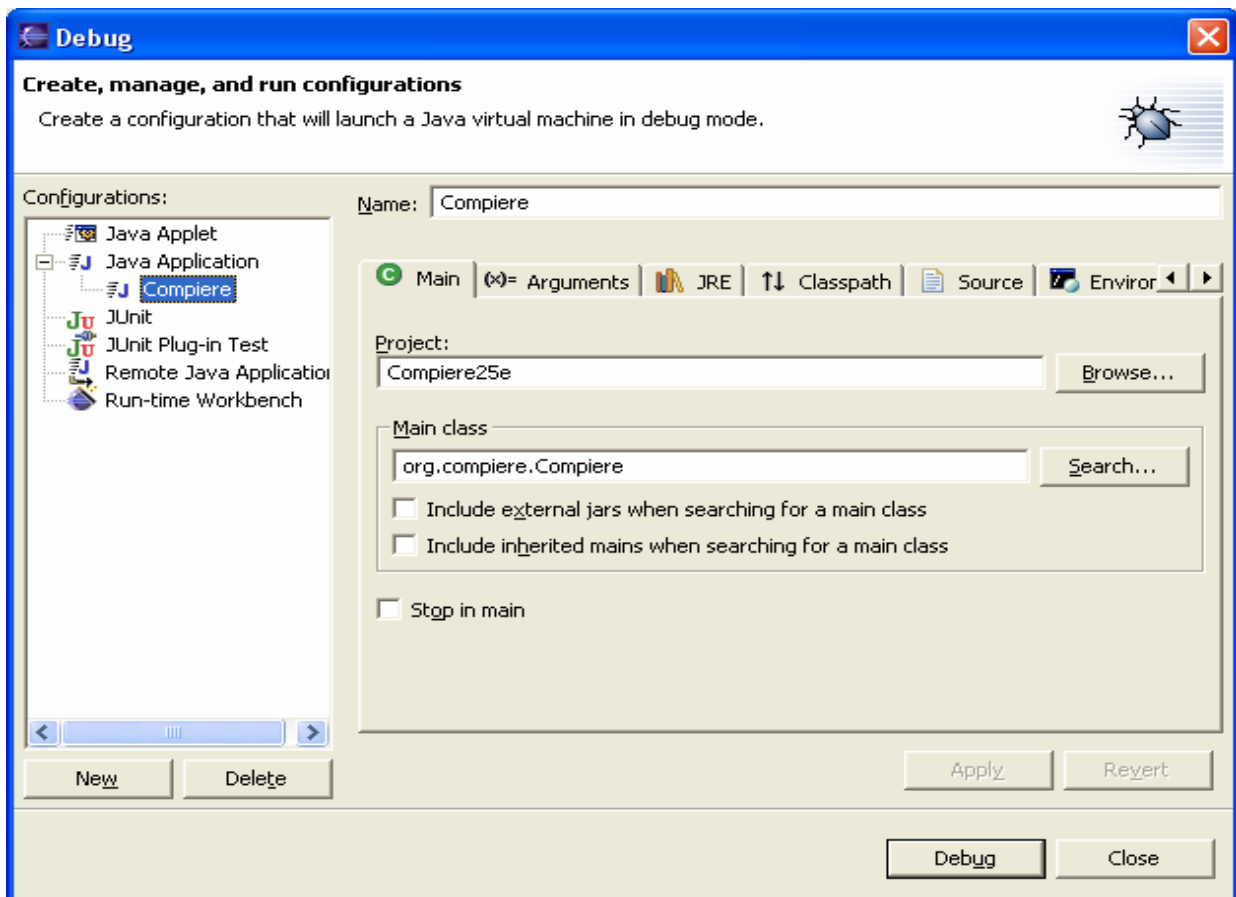 Debug
Create, manage, and run configurations
Create a configuration that will launch a Java virtual machine in debug mode.
Configurations:
Java Applet
Java Application
Compiere
JUnit
JUnit Plug-in Test
Remote Java Applicatio
Run-time Workbench
New
Delete
Name: Compiere
Main (x)= Arguments JRE Classpath Source Enviror
Project:
Compiere25e
Browse...
Main class
org.compiere.Compiere
Search...
Include external jars when searching for a main class
Include inherited mains when searching for a main class
Stop in main
Apply
Revert
Debug
Close